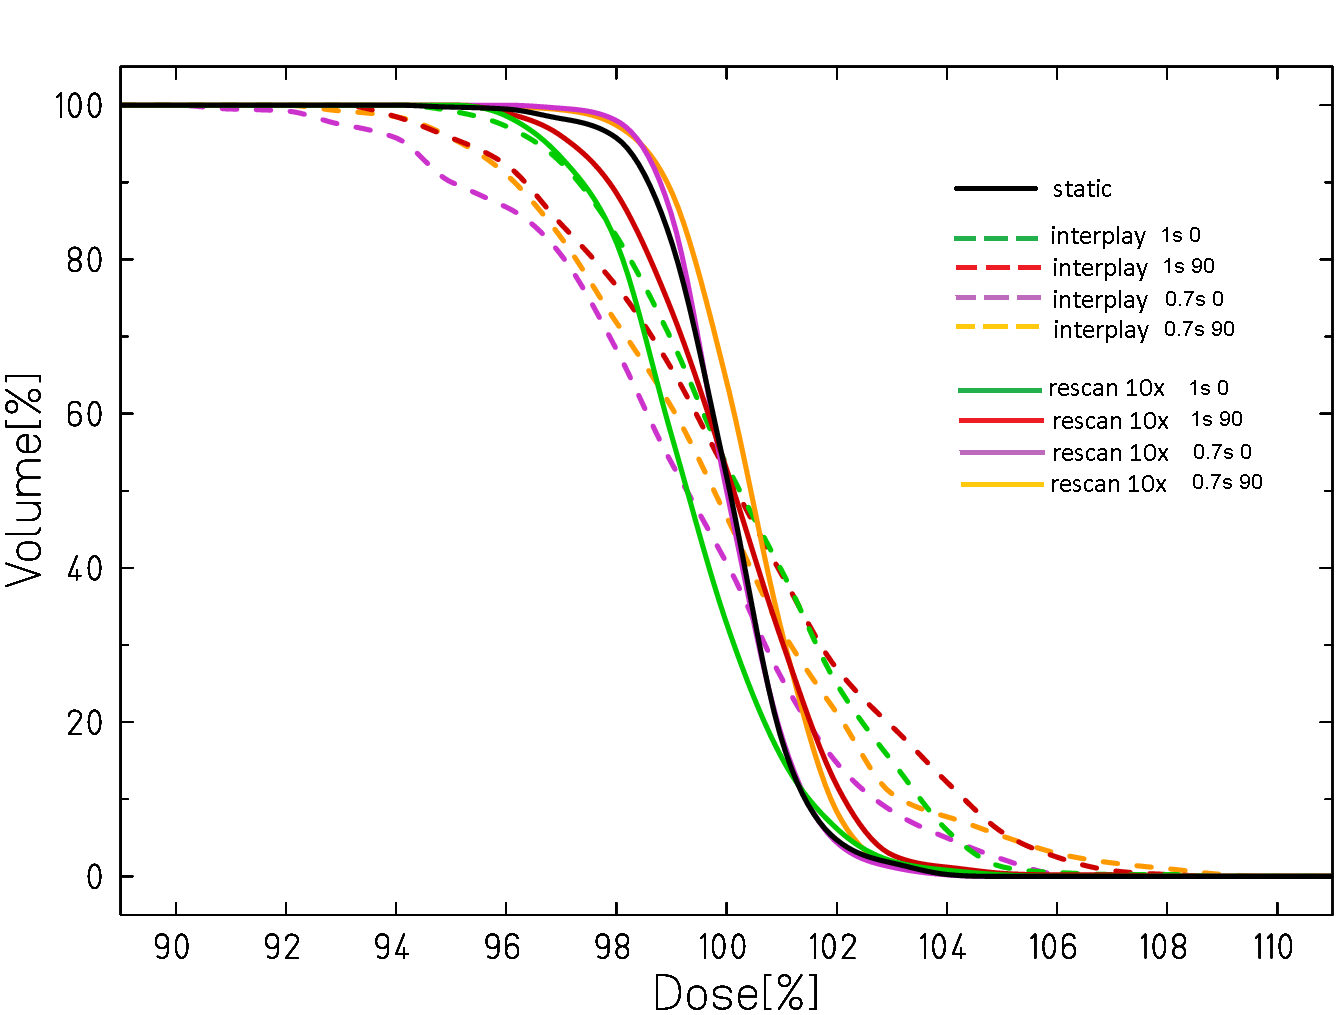 100
80
60
40
20
0
Volume[%]
static
interplay 1s 0
interplay 1s 90
interplay 0.7s 0
interplay 0.7s 90
rescan 10x 1s 0
rescan 10x 1s 90
rescan 10x 0.7s 0
rescan 10x 0.7s 90
90 92 94 96 98 100 102 104 106 108 110
Dose[%]